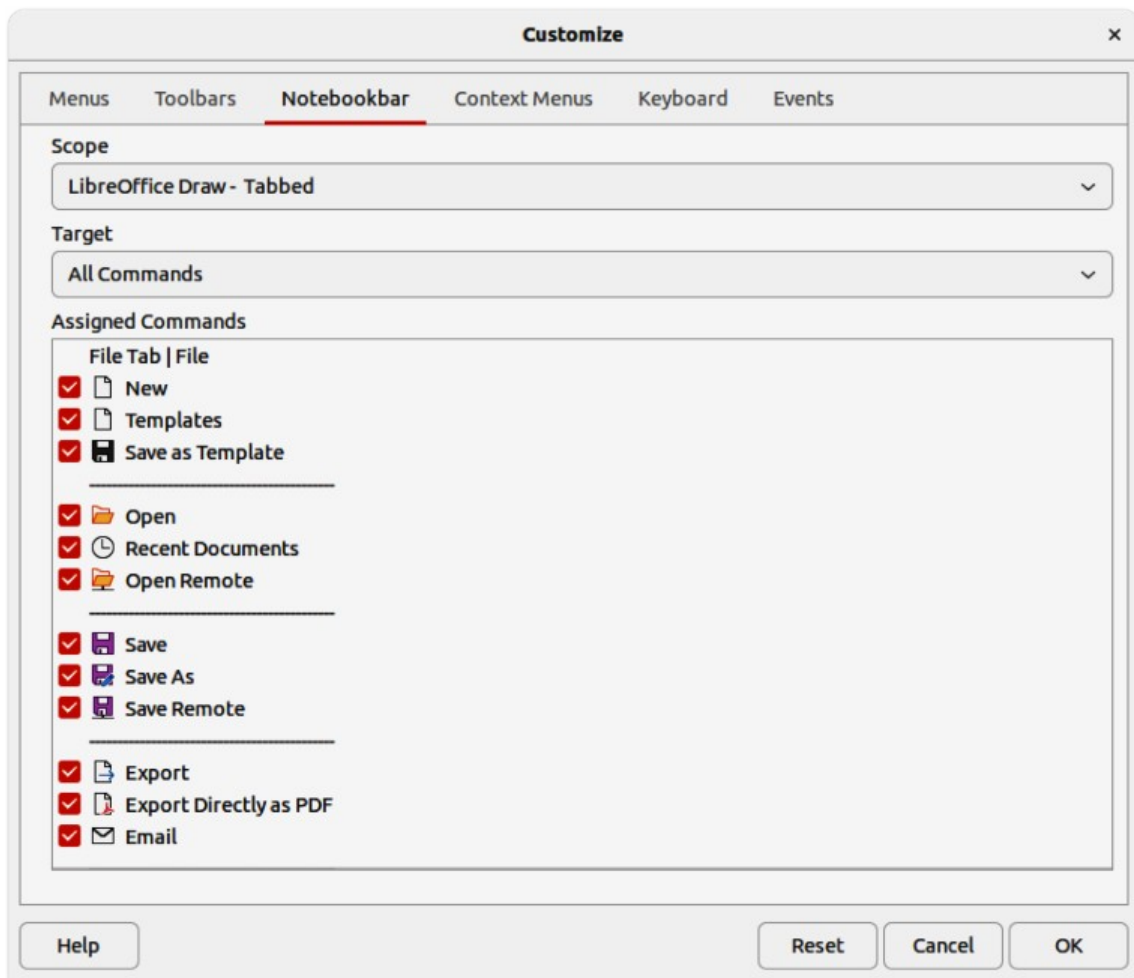 Customize
Menus Toolbars Notebookbar Context Menus Keyboard Events
Scope
LibreOffice Draw - Tabbed
Target
All Commands
Assigned Commands
File Tab | File
New
Templates
Save as Template
Open
Recent Documents
Open Remote
Save
Save As
Save Remote
Export
Export Directly as PDF
Email
Help Reset Cancel OK